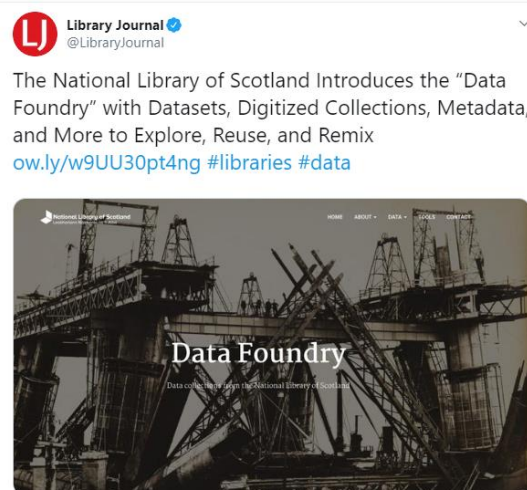 Library Journal
@LibraryJournal
The National Library of Scotland Introduces the “Data
Foundry” with Datasets, Digitized Collections, Metadata,
and More to Explore, Reuse, and Remix
ow.ly/w9UU30pt4ng #libraries #data
National Library of Scotland
HOME ABOUT DATA TOOLS CONTACT
Data Foundry
Data collections from the National Library of Scotland